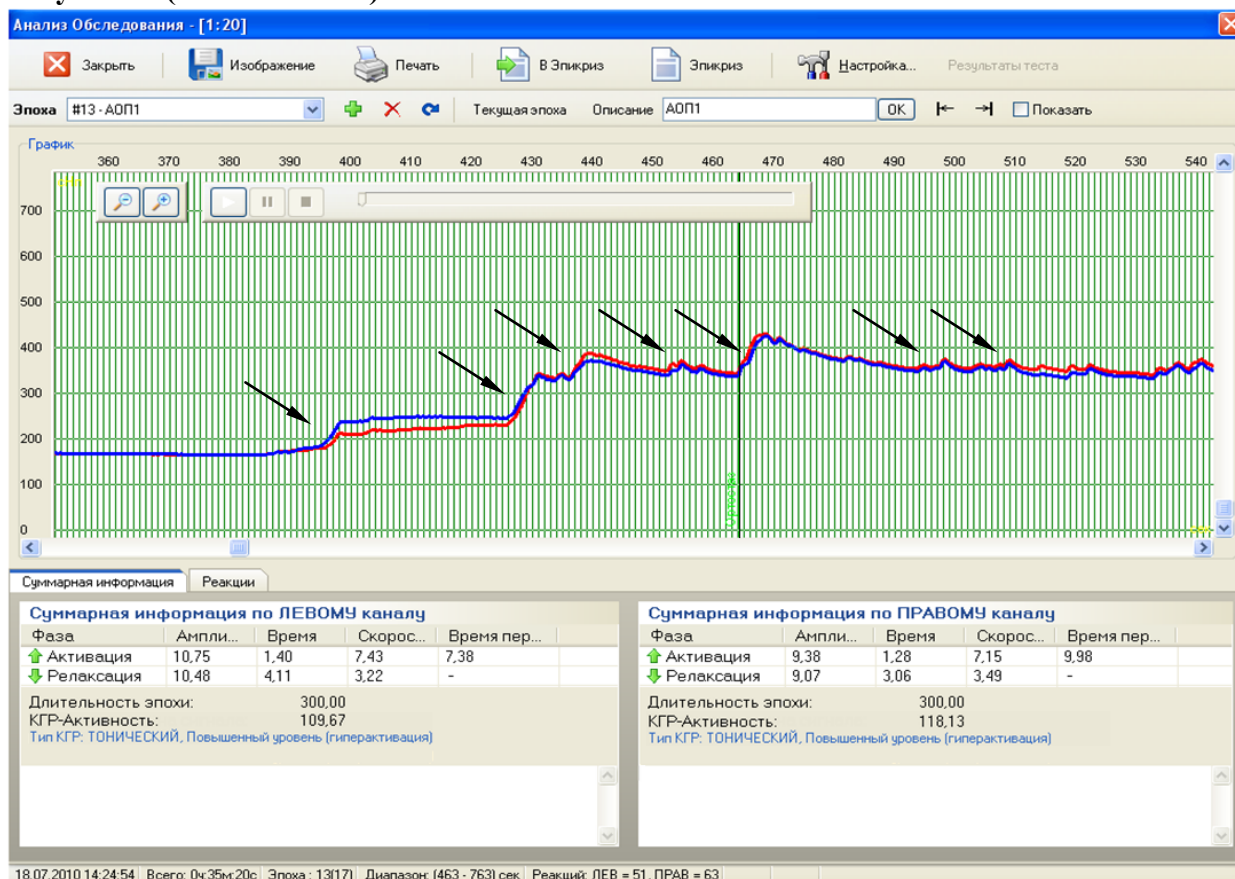 Анализ Обследования - [1:20]
Закрыть Изображение Печать В Эпикриз Эпикриз Настройка... Результаты теста
Эпоха #13 - АОП1 Текущая эпоха Описание АОП1 OK Показать
График
360 370 380 390 400 410 420 430 440 450 460 470 480 490 500 510 520 530 540
700
600
500
400
300
200
100
0
Суммарная информация Реакции
Суммарная информация по ЛЕВОМУ каналу
Фаза Ампли... Время Скорос... Время пер...
Активация 10,75 1,40 7,43 7,38
Релаксация 10,48 4,11 3,22 -
Длительность эпохи: 300,00
КГР-Активность: 109,67
Тип КГР: ТОНИЧЕСКИЙ, Повышенный уровень (гиперактивация)
Суммарная информация по ПРАВОМУ каналу
Фаза Ампли... Время Скорос... Время пер...
Активация 9,38 1,28 7,15 9,98
Релаксация 9,07 3,06 3,49 -
Длительность эпохи: 300,00
КГР-Активность: 118,13
Тип КГР: ТОНИЧЕСКИЙ, Повышенный уровень (гиперактивация)
18.07.2010 14:24:54 Всего: 0ч:35м:20с Эпоха : 13(17) Диапазон: (463 - 763) сек Реакций: ЛЕВ = 51, ПРАВ = 63